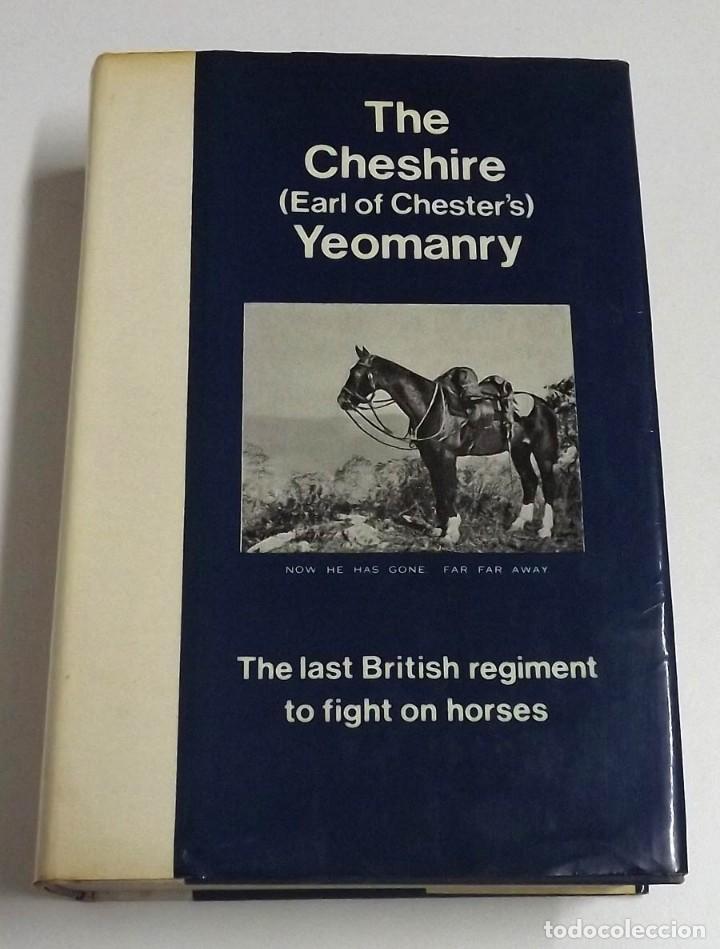 The
Cheshire
(Earl of Chester's)
Yeomanry
NOW HE HAS GONE FAR FAR AWAY
The last British regiment
to fight on horses
todocoleccion